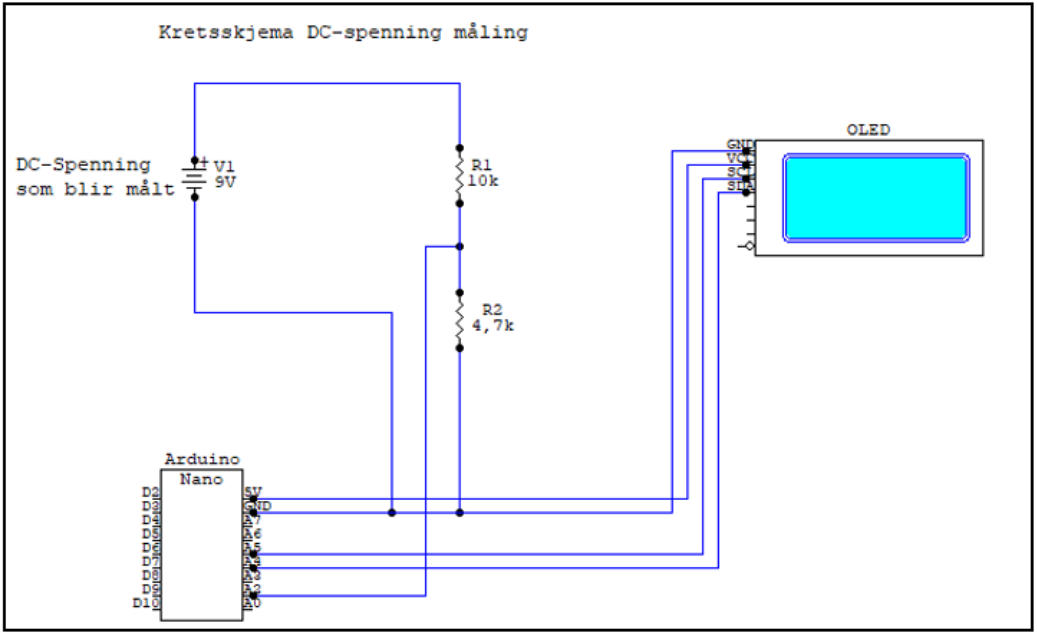 Kretsskjema DC-spenning måling
OLED
GND
VCC
SCL
SDA
DC-Spenning
som blir målt
V1
9V
R1
10k
R2
4,7k
Arduino
Nano
D2
D3
D4
D5
D6
D7
D8
D9
D10
5V
GND
A7
A6
A5
A4
A3
A2
A0